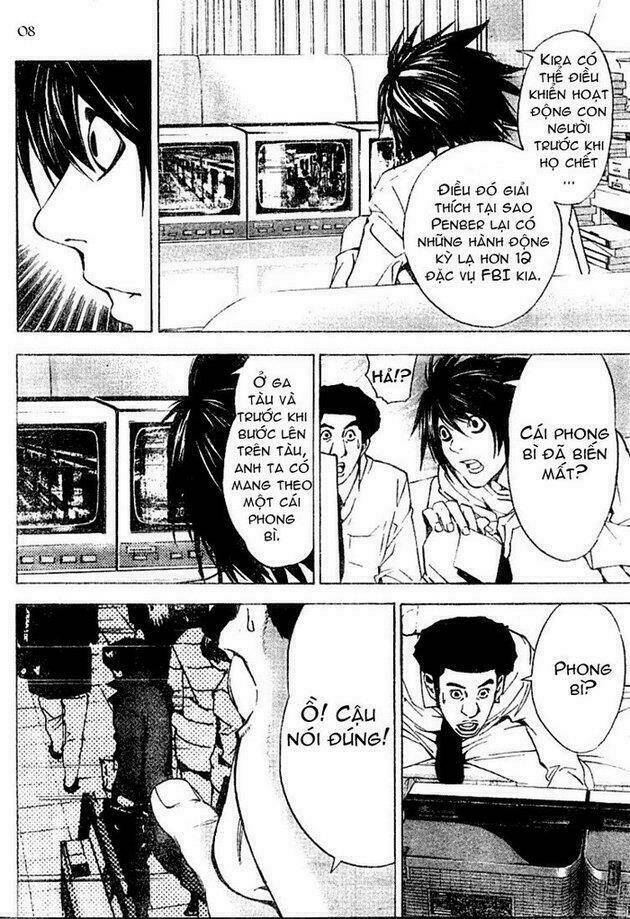 08
KIRA CÓ
THỂ ĐIỀU
KHIỂN HOẠT
ĐỘNG CON
NGƯỜI
TRƯỚC KHI
HỌ CHẾT
...
ĐIỀU ĐÓ GIẢI
THÍCH TẠI SAO
PENBER LẠI CÓ
NHỮNG HÀNH ĐỘNG
KỲ LẠ HƠN 12
ĐẶC VỤ FBI KIA.
CÁI PHONG
BÌ ĐÃ BIẾN
MẤT?
HẢ!?
Ở GA
TÀU VÀ
TRƯỚC KHI
BƯỚC LÊN
TRÊN TÀU,
ANH TA CÓ
MANG THEO
MỘT CÁI
PHONG
BÌ.
PHONG
BÌ?
Ồ! CẬU
NÓI ĐÚNG!